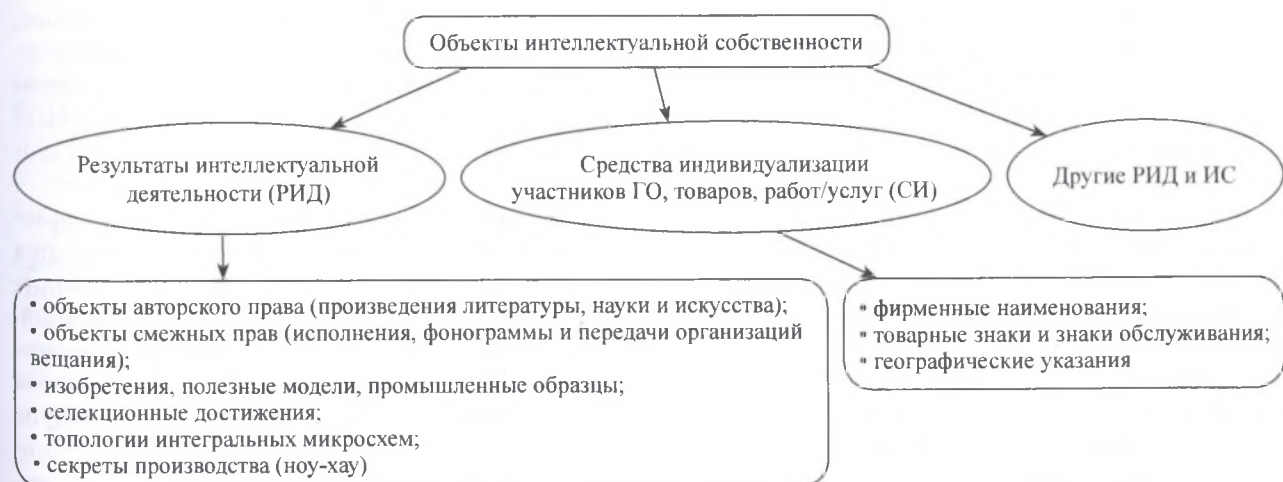 Объекты интеллектуальной собственности
Результаты интеллектуальной
деятельности (РИД)
Средства индивидуализации
участников ГО, товаров, работ/услуг (СИ)
Другие РИД и ИС
• объекты авторского права (произведения литературы, науки и искусства);
• объекты смежных прав (исполнения, фонограммы и передачи организаций
вещания);
• изобретения, полезные модели, промышленные образцы;
• селекционные достижения;
• топологии интегральных микросхем;
• секреты производства (ноу-хау)
• фирменные наименования;
• товарные знаки и знаки обслуживания;
• географические указания